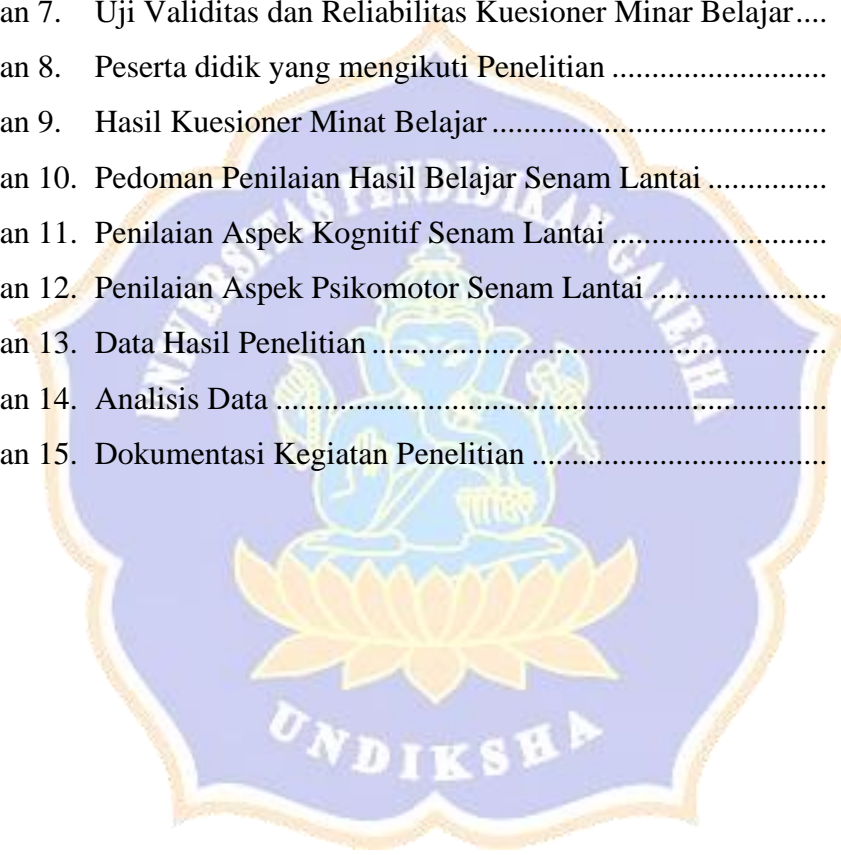 an 7. Uji Validitas dan Reliabilitas Kuesioner Minar Belajar....
an 8. Peserta didik yang mengikuti Penelitian ...........................
an 9. Hasil Kuesioner Minat Belajar ..........................................
an 10. Pedoman Penilaian Hasil Belajar Senam Lantai ...............
an 11. Penilaian Aspek Kognitif Senam Lantai ...........................
an 12. Penilaian Aspek Psikomotor Senam Lantai ......................
an 13. Data Hasil Penelitian .........................................................
an 14. Analisis Data .....................................................................
an 15. Dokumentasi Kegiatan Penelitian .....................................
UNIVERSITAS PENDIDIKAN GANESHA
UNDIKSHA